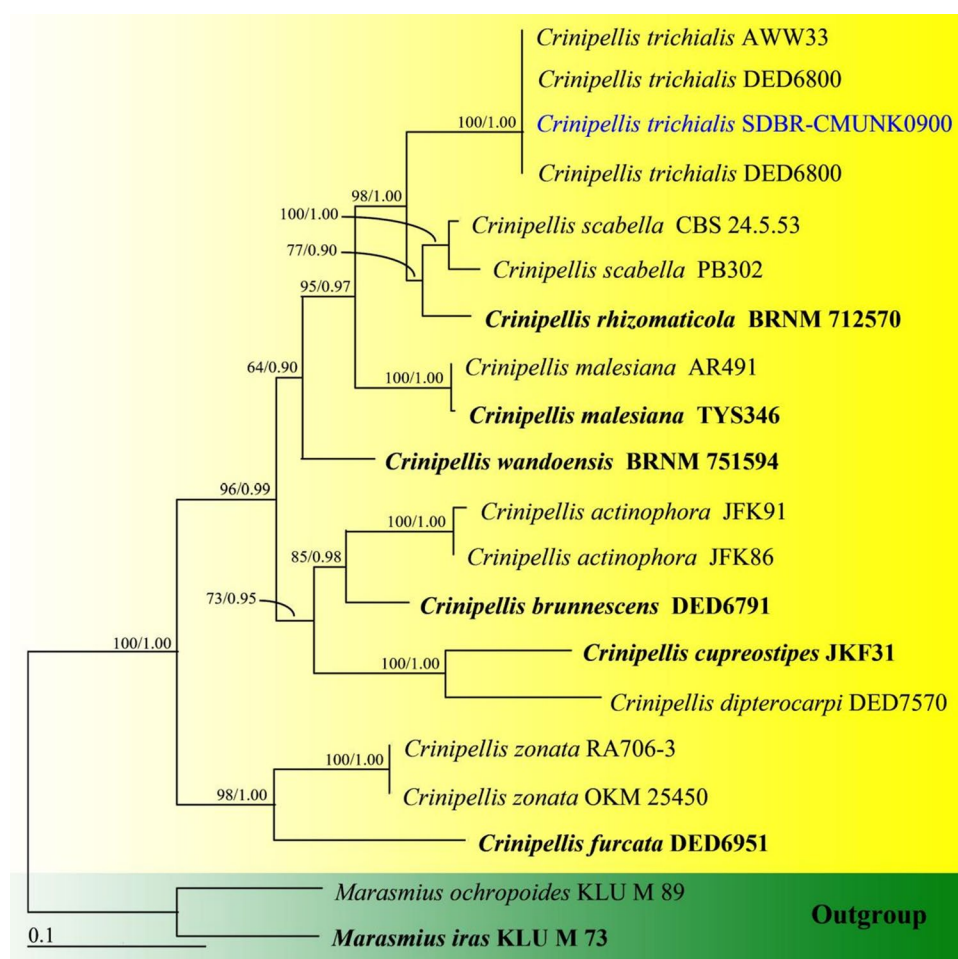 Crinipellis trichialis AWW33
Crinipellis trichialis DED6800
100/1.00
Crinipellis trichialis SDBR-CMUNK0900
Crinipellis trichialis DED6800
98/1.00
100/1.00
Crinipellis scabella CBS 24.5.53
77/0.90
Crinipellis scabella PB302
95/0.97
Crinipellis rhizomaticola BRNM 712570
64/0.90
Crinipellis malesiana AR491
100/1.00
Crinipellis malesiana TYS346
Crinipellis wandoensis BRNM 751594
96/0.99
Crinipellis actinophora JFK91
100/1.00
Crinipellis actinophora JFK86
85/0.98
73/0.95
Crinipellis brunnescens DED6791
100/1.00
Crinipellis cupreostipes JKF31
100/1.00
Crinipellis dipterocarpi DED7570
Crinipellis zonata RA706-3
100/1.00
Crinipellis zonata OKM 25450
98/1.00
Crinipellis furcata DED6951
Marasmius ochropoides KLU M 89
Outgroup
Marasmius iras KLU M 73
0.1